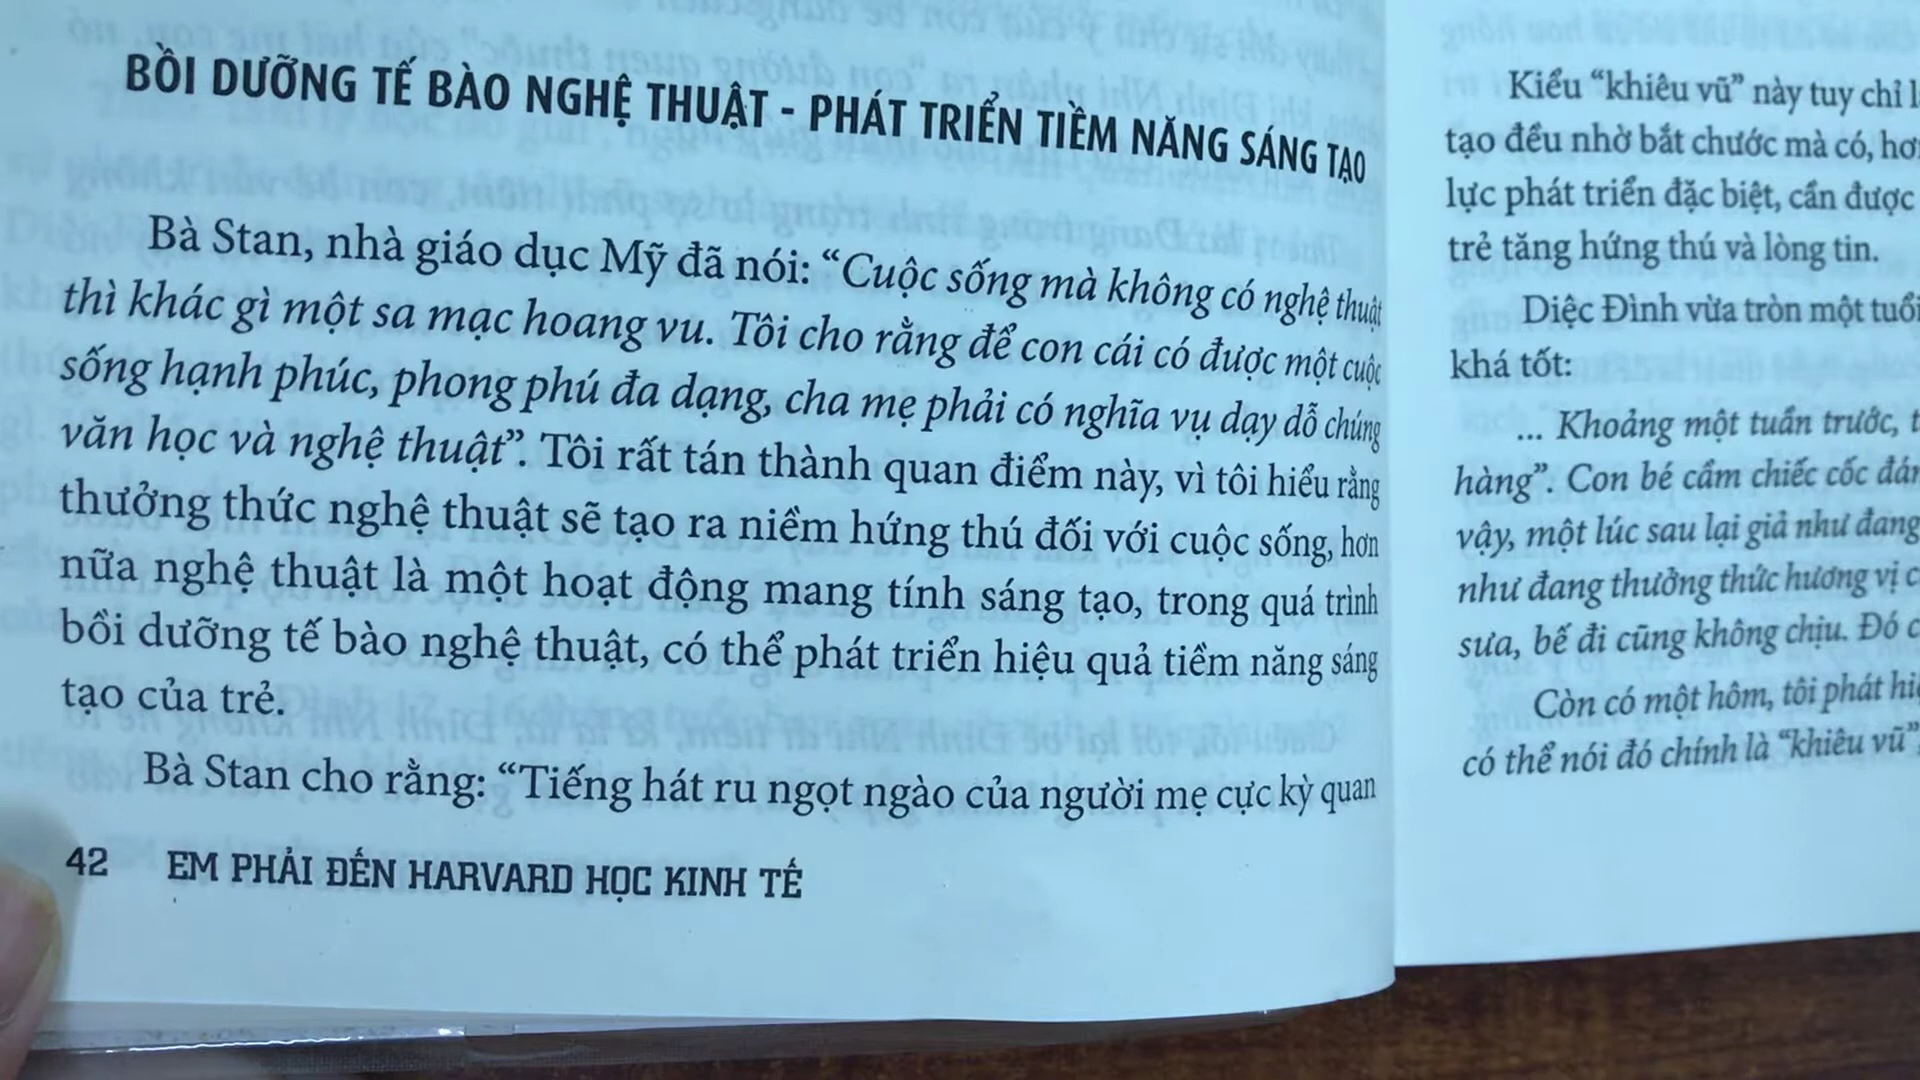 BỒI DƯỠNG TẾ BÀO NGHỆ THUẬT - PHÁT TRIỂN TIỀM NĂNG SÁNG TẠO
Bà Stan, nhà giáo dục Mỹ đã nói: “Cuộc sống mà không có nghệ thuật
thì khác gì một sa mạc hoang vu. Tôi cho rằng để con cái có được một cuộc
sống hạnh phúc, phong phú đa dạng, cha mẹ phải có nghĩa vụ dạy dỗ chúng
văn học và nghệ thuật”. Tôi rất tán thành quan điểm này, vì tôi hiểu rằng
thưởng thức nghệ thuật sẽ tạo ra niềm hứng thú đối với cuộc sống, hơn
nữa nghệ thuật là một hoạt động mang tính sáng tạo, trong quá trình
bồi dưỡng tế bào nghệ thuật, có thể phát triển hiệu quả tiềm năng sáng
tạo của trẻ.
Bà Stan cho rằng: “Tiếng hát ru ngọt ngào của người mẹ cực kỳ quan
42 EM PHẢI ĐẾN HARVARD HỌC KINH TẾ
Kiểu “khiêu vũ” này tuy chỉ
tạo đều nhờ bắt chước mà có,
lực phát triển đặc biệt, cần được
trẻ tăng hứng thú và lòng tin.
Diệc Đình vừa tròn một tuổi
khá tốt:
... Khoảng một tuần trước,
hàng”. Con bé cầm chiếc cốc
vậy, một lúc sau lại giả như đang
như đang thưởng thức hương vị
sưa, bế đi cũng không chịu. Đó
Còn có một hôm, tôi phát
có thể nói đó chính là “khiêu vũ”